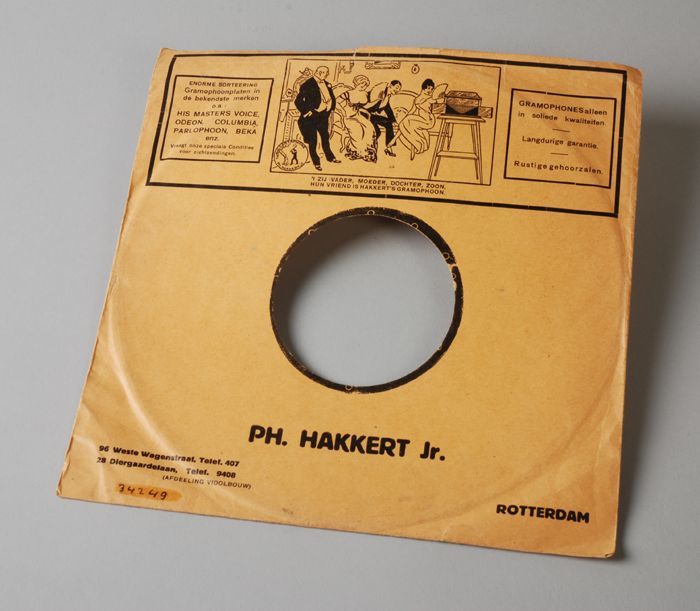 ENORME SORTEERING
Gramophoonplaten in
de bekendste merken
o.a.:
HIS MASTERS VOICE,
ODEON, COLUMBIA,
PARLOPHOON, BEKA
enz.
Vraagt onze speciale Condities
voor zichtzendingen.
'T ZIJ VADER, MOEDER, DOCHTER, ZOON,
HUN VRIEND IS HAKKERT'S GRAMOPHOON.
GRAMOPHONES alleen
in soliede kwaliteiten.
Langdurige garantie.
Rustige gehoorzalen.
PH. HAKKERT Jr.
96 Weste Wagenstraat, Telef. 407
28 Diergaardelaan, Telef. 9408
(AFDEELING VIOOLBOUW)
34249
ROTTERDAM